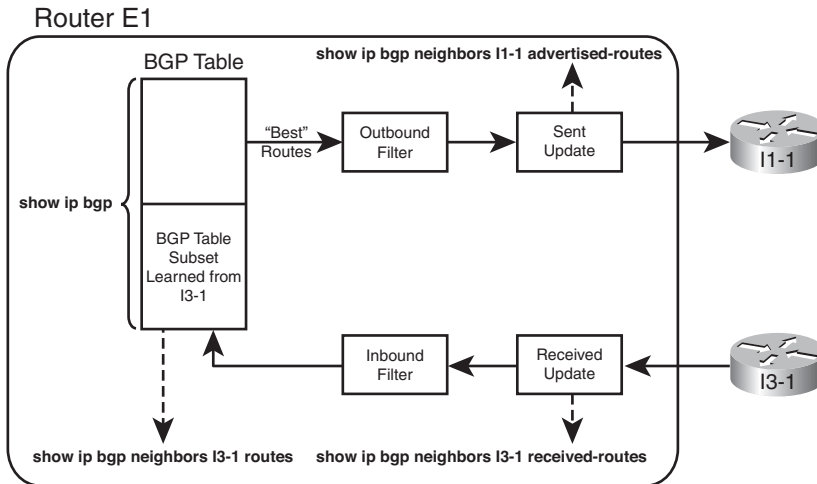 Router E1
BGP Table
show ip bgp neighbors I1-1 advertised-routes
"Best"
Routes
Outbound
Filter
Sent
Update
I1-1
show ip bgp
BGP Table
Subset
Learned from
I3-1
Inbound
Filter
Received
Update
I3-1
show ip bgp neighbors I3-1 routes
show ip bgp neighbors I3-1 received-routes